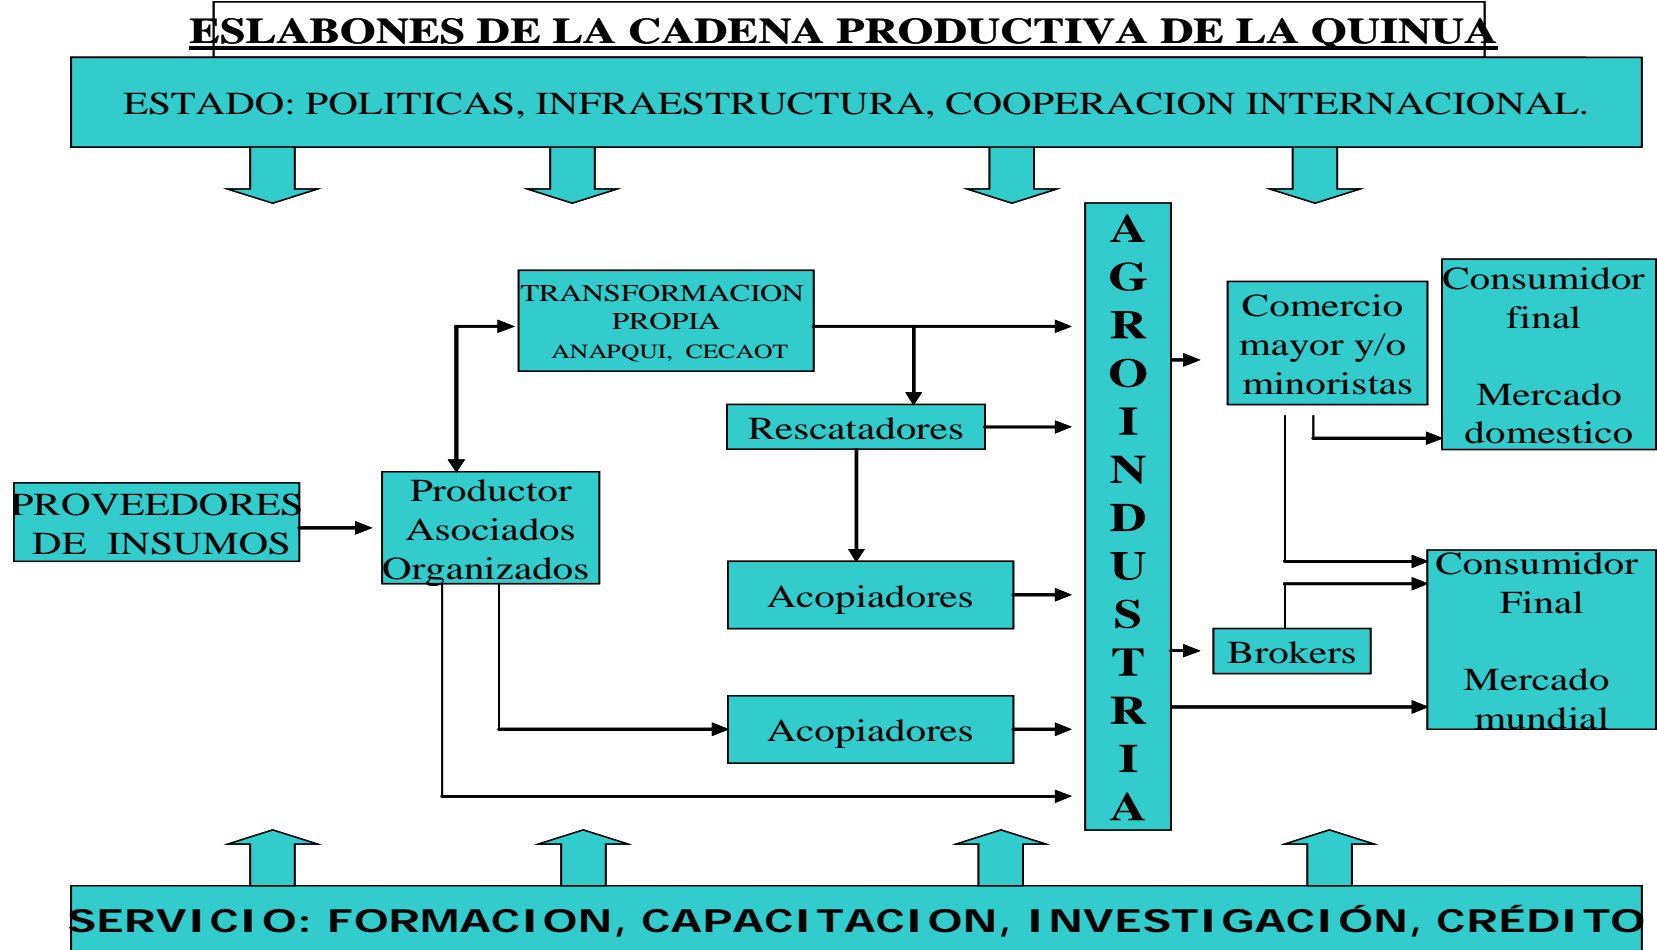 ESLABONES DE LA CADENA PRODUCTIVA DE LA QUINUA
ESTADO: POLITICAS, INFRAESTRUCTURA, COOPERACION INTERNACIONAL.
TRANSFORMACION
PROPIA
ANAPQUI, CECAOT
Rescatadores
PROVEEDORES
DE INSUMOS
Productor
Asociados
Organizados
Acopiadores
Acopiadores
A
G
R
O
I
N
D
U
S
T
R
I
A
Comercio
mayor y/o
minoristas
Consumidor
final
Mercado
domestico
Brokers
Consumidor
Final
Mercado
mundial
SERVICIO: FORMACION, CAPACITACION, INVESTIGACIÓN, CRÉDITO